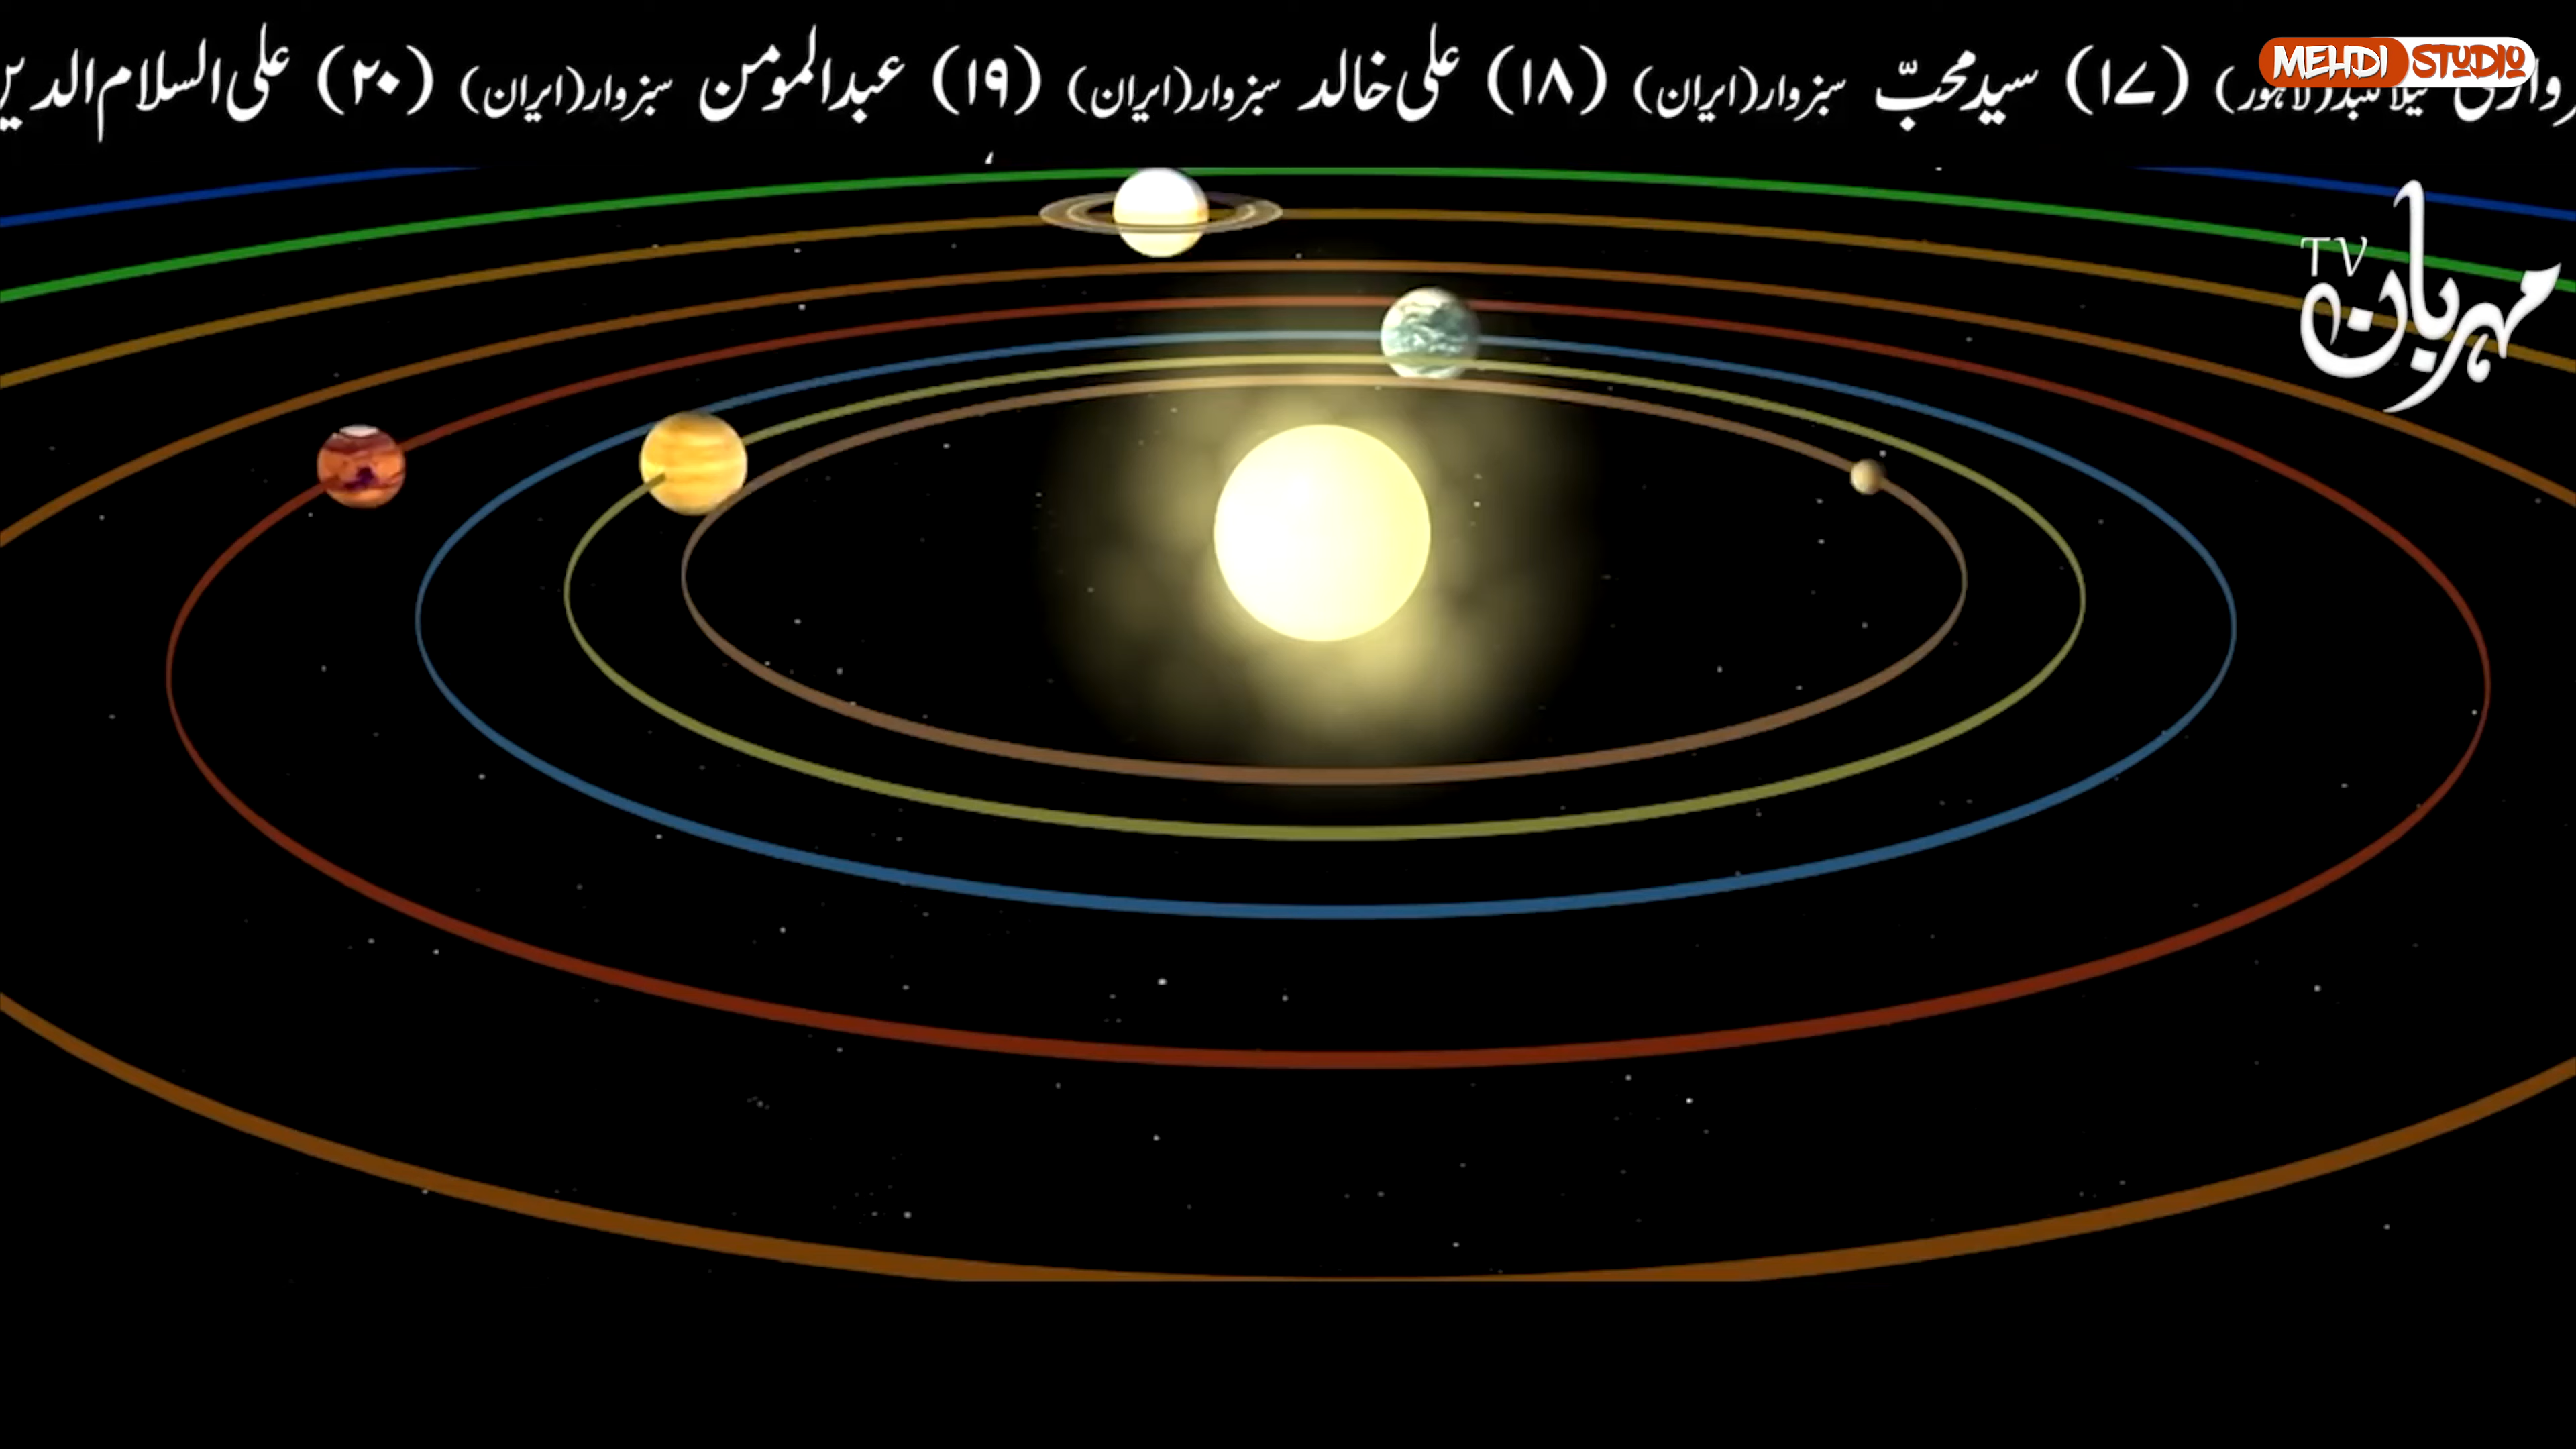 (۱۷) سید محبّ سبزوار (ایران) (۱۸) علی خالد سبزوار (ایران) (۱۹) عبدالمومن سبزوار (ایران) (۲۰) علی السلام الدین
MEHDI STUDIO
TV
مہربان